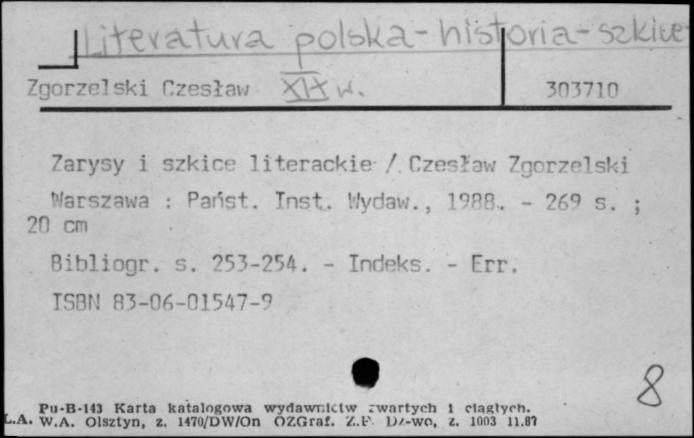 Literatura polska - historia - szkice
Zgorzelski Czesław XIX w. 303710
Zarysy i szkice literackie / Czesław Zgorzelski
Warszawa : Państ. Inst. Wydaw., 1988. - 269 s. ;
20 cm
Bibliogr. s. 253-254. - Indeks. - Err.
ISBN 83-06-01547-9
8
Pu-B-143 Karta katalogowa wydawnictw zwartych i ciągłych.
L.A. W.A. Olsztyn, z. 1470/DW/On OZGraf. Z.P. Dz-wo, z. 1003 11.87